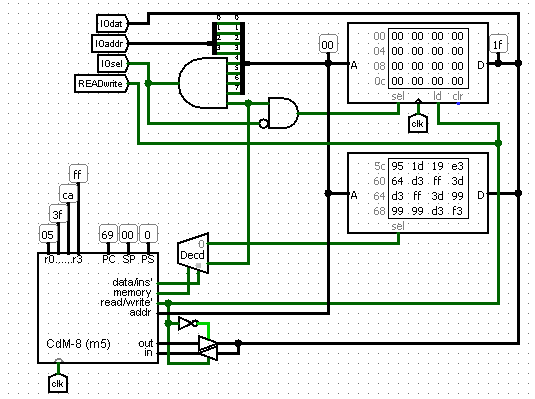 IOdat
IOaddr
IOsel
READwrite
00
1f
00 00 00 00 00
04 00 00 00 00
08 00 00 00 00
0c 00 00 00 00
A
D
sel
ld
clr
clk
5c 95 1d 19 e3
60 64 d3 ff 3d
64 d3 ff 3d 99
68 99 99 d3 f3
A
D
sel
ff
ca
3f
05
69
00
0
r0......r3
PC
SP
PS
0
Decd
data/ins'
memory
read/write'
addr
CdM-8 (m5)
out
in
clk